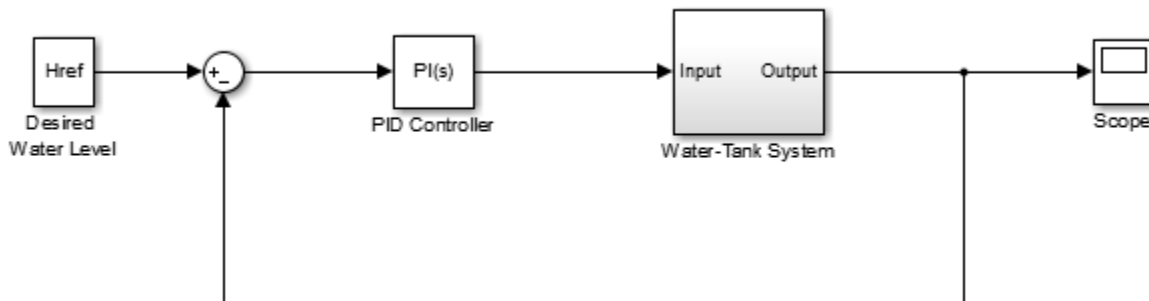 Href
Desired
Water Level
+
−
PI(s)
PID Controller
Input
Output
Water-Tank System
Scope